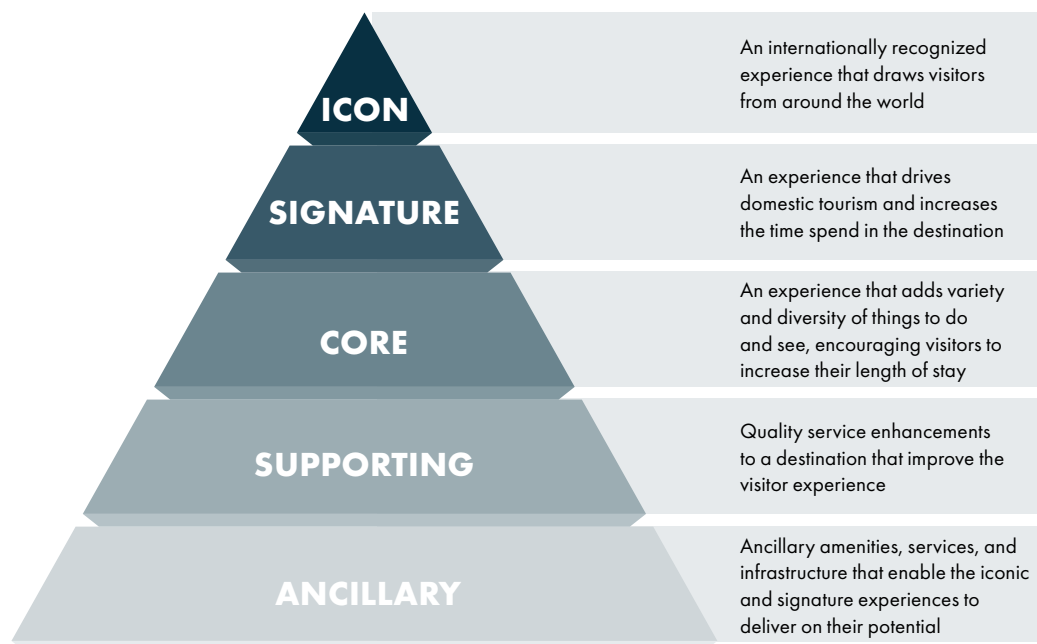 ICON
An internationally recognized
experience that draws visitors
from around the world
SIGNATURE
An experience that drives
domestic tourism and increases
the time spend in the destination
CORE
An experience that adds variety
and diversity of things to do
and see, encouraging visitors to
increase their length of stay
SUPPORTING
Quality service enhancements
to a destination that improve the
visitor experience
ANCILLARY
Ancillary amenities, services, and
infrastructure that enable the iconic
and signature experiences to
deliver on their potential